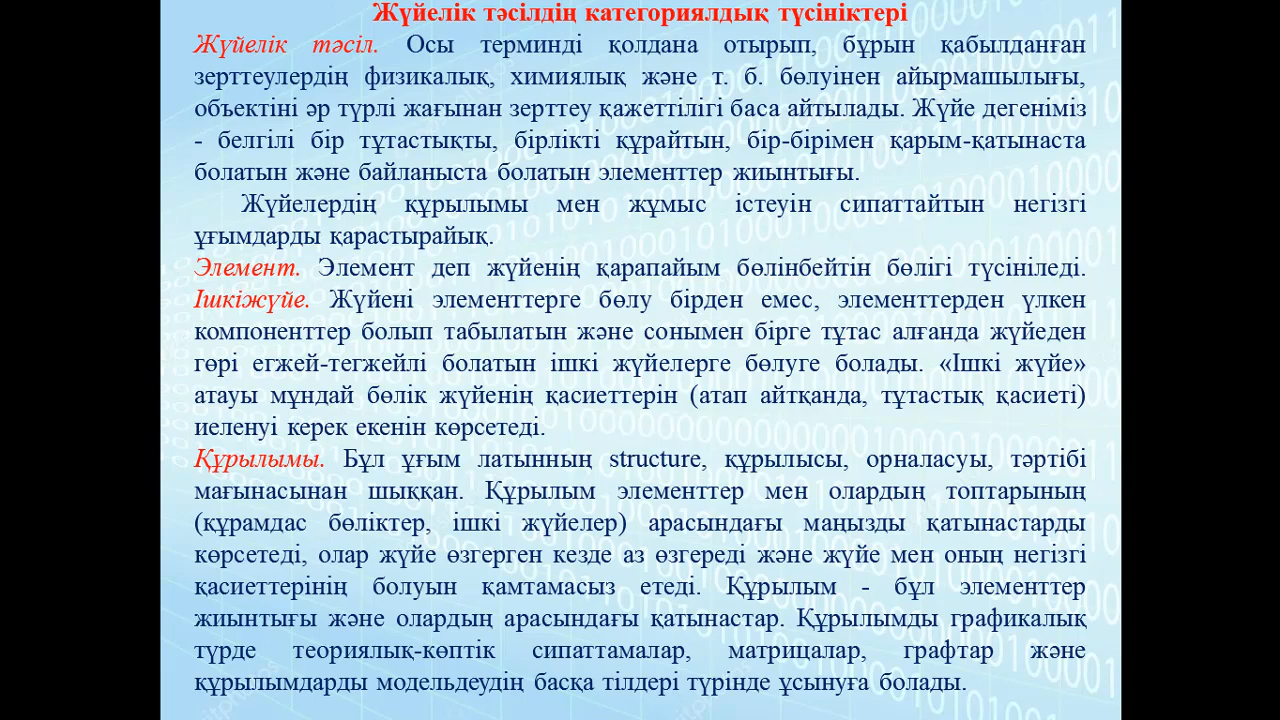 Жүйелік тәсілдің категориялдық түсініктері
Жүйелік тәсіл. Осы терминді қолдана отырып, бұрын қабылданған
зерттеулердің физикалық, химиялық және т. б. бөлуінен айырмашылығы,
объектіні әр түрлі жағынан зерттеу қажеттілігі баса айтылады. Жүйе дегеніміз
- белгілі бір тұтастықты, бірлікті құрайтын, бір-бірімен қарым-қатынаста
болатын және байланыста болатын элементтер жиынтығы.
Жүйелердің құрылымы мен жұмыс істеуін сипаттайтын негізгі
ұғымдарды қарастырайық.
Элемент. Элемент деп жүйенің қарапайым бөлінбейтін бөлігі түсініледі.
Ішкіжүйе. Жүйені элементтерге бөлу бірден емес, элементтерден үлкен
компоненттер болып табылатын және сонымен бірге тұтас алғанда жүйеден
гөрі егжей-тегжейлі болатын ішкі жүйелерге бөлуге болады. «Ішкі жүйе»
атауы мұндай бөлік жүйенің қасиеттерін (атап айтқанда, тұтастық қасиеті)
иеленуі керек екенін көрсетеді.
Құрылымы. Бұл ұғым латынның structure, құрылысы, орналасуы, тәртібі
мағынасынан шыққан. Құрылым элементтер мен олардың топтарының
(құрамдас бөліктер, ішкі жүйелер) арасындағы маңызды қатынастарды
көрсетеді, олар жүйе өзгерген кезде аз өзгереді және жүйе мен оның негізгі
қасиеттерінің болуын қамтамасыз етеді. Құрылым - бұл элементтер
жиынтығы және олардың арасындағы қатынастар. Құрылымды графикалық
түрде теориялық-көптік сипаттамалар, матрицалар, графтар және
құрылымдарды модельдеудің басқа тілдері түрінде ұсынуға болады.